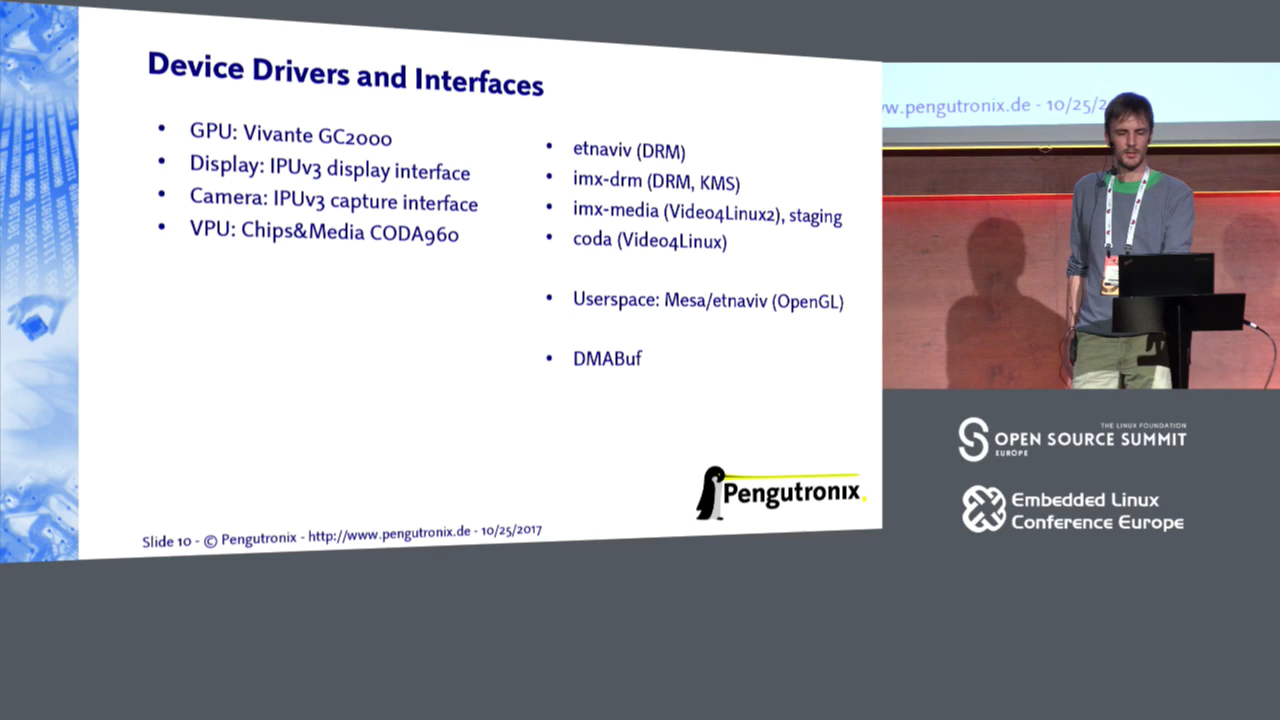 Device Drivers and Interfaces
• GPU: Vivante GC2000
• Display: IPUv3 display interface
• Camera: IPUv3 capture interface
• VPU: Chips&Media CODA960
• etnaviv (DRM)
• imx-drm (DRM, KMS)
• imx-media (Video4Linux2), staging
• coda (Video4Linux)
• Userspace: Mesa/etnaviv (OpenGL)
• DMABuf
Pengutronix
Slide 10 - © Pengutronix - http://www.pengutronix.de - 10/25/2017
w.pengutronix.de - 10/25/2
THE LINUX FOUNDATION
OPEN SOURCE SUMMIT
EUROPE
Embedded Linux
Conference Europe